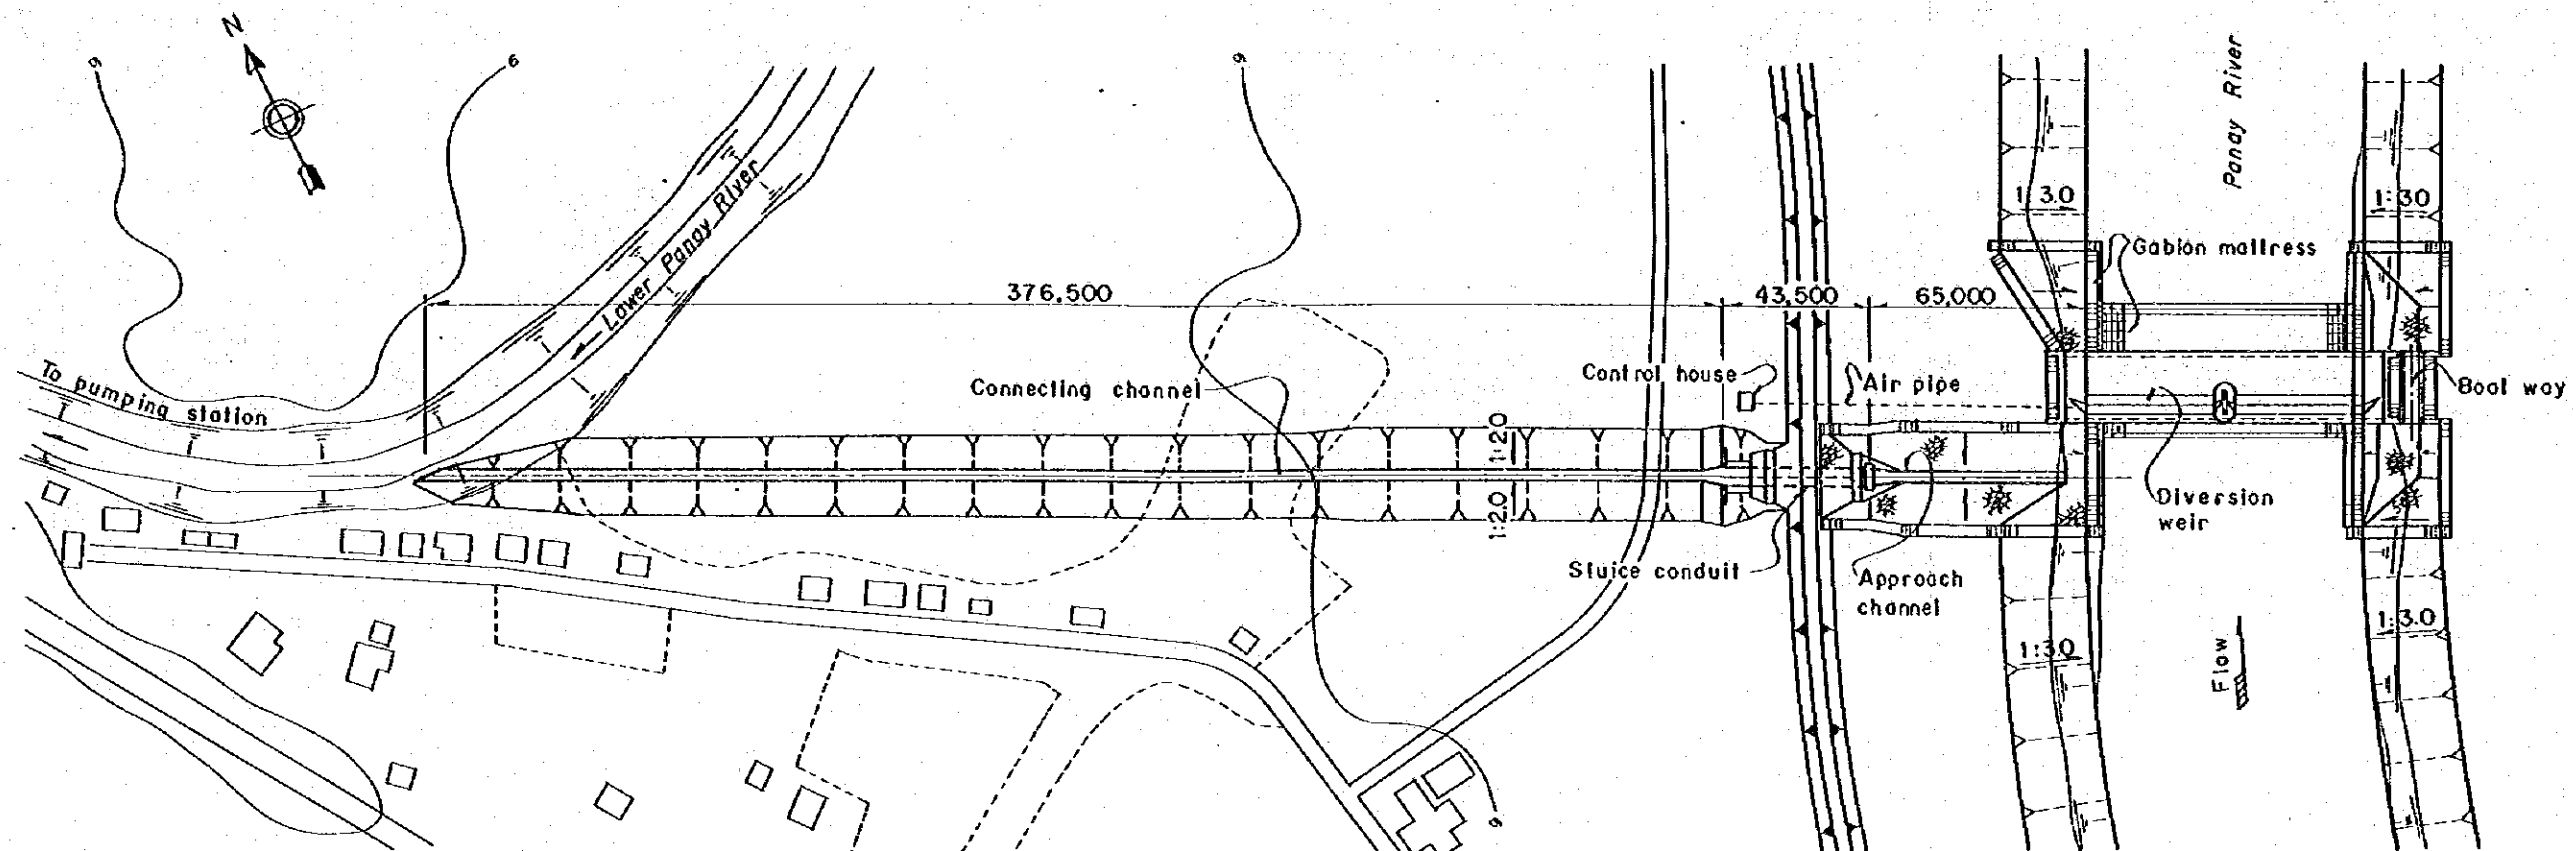 N
9
6
9
Panay River
Lower Panay River
1:3.0
1:30
Gabion mattress
376,500
43,500
65,000
To pumping station
Connecting channel
Control house
Air pipe
Boat way
1:2.0
1:2.0
Diversion
weir
Sluice conduit
Approach
channel
1:3.0
1:3.0
Flow
9